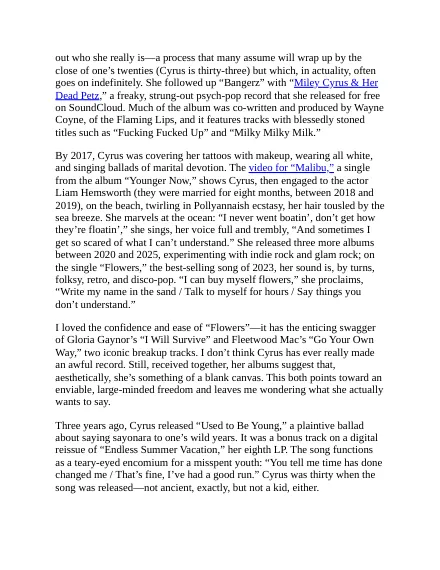 out who she really is—a process that many assume will wrap up by the
close of one’s twenties (Cyrus is thirty-three) but which, in actuality, often
goes on indefinitely. She followed up “Bangerz” with “Miley Cyrus & Her
Dead Petz,” a freaky, strung-out psych-pop record that she released for free
on SoundCloud. Much of the album was co-written and produced by Wayne
Coyne, of the Flaming Lips, and it features tracks with blessedly stoned
titles such as “Fucking Fucked Up” and “Milky Milky Milk.”
By 2017, Cyrus was covering her tattoos with makeup, wearing all white,
and singing ballads of marital devotion. The video for “Malibu,” a single
from the album “Younger Now,” shows Cyrus, then engaged to the actor
Liam Hemsworth (they were married for eight months, between 2018 and
2019), on the beach, twirling in Pollyannaish ecstasy, her hair tousled by the
sea breeze. She marvels at the ocean: “I never went boatin’, don’t get how
they’re floatin’,” she sings, her voice full and trembly, “And sometimes I
get so scared of what I can’t understand.” She released three more albums
between 2020 and 2025, experimenting with indie rock and glam rock; on
the single “Flowers,” the best-selling song of 2023, her sound is, by turns,
folksy, retro, and disco-pop. “I can buy myself flowers,” she proclaims,
“Write my name in the sand / Talk to myself for hours / Say things you
don’t understand.”
I loved the confidence and ease of “Flowers”—it has the enticing swagger
of Gloria Gaynor’s “I Will Survive” and Fleetwood Mac’s “Go Your Own
Way,” two iconic breakup tracks. I don’t think Cyrus has ever really made
an awful record. Still, received together, her albums suggest that,
aesthetically, she’s something of a blank canvas. This both points toward an
enviable, large-minded freedom and leaves me wondering what she actually
wants to say.
Three years ago, Cyrus released “Used to Be Young,” a plaintive ballad
about saying sayonara to one’s wild years. It was a bonus track on a digital
reissue of “Endless Summer Vacation,” her eighth LP. The song functions
as a teary-eyed encomium for a misspent youth: “You tell me time has done
changed me / That’s fine, I’ve had a good run.” Cyrus was thirty when the
song was released—not ancient, exactly, but not a kid, either.